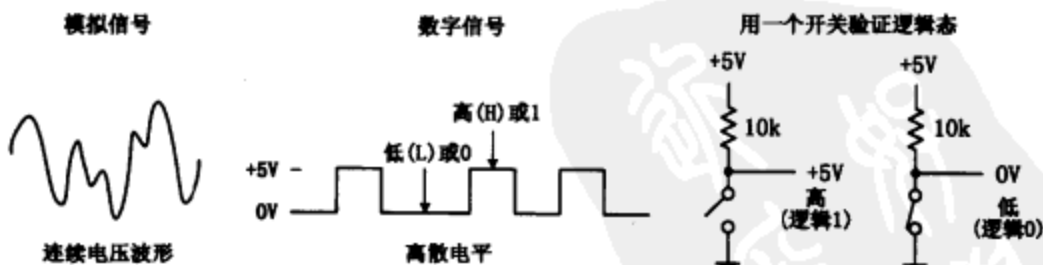 模拟信号
连续电压波形
数字信号
高(H)或1
低(L)或0
+5V
0V
离散电平
用一个开关验证逻辑态
+5V
10k
+5V
高
(逻辑1)
+5V
10k
0V
低
(逻辑0)